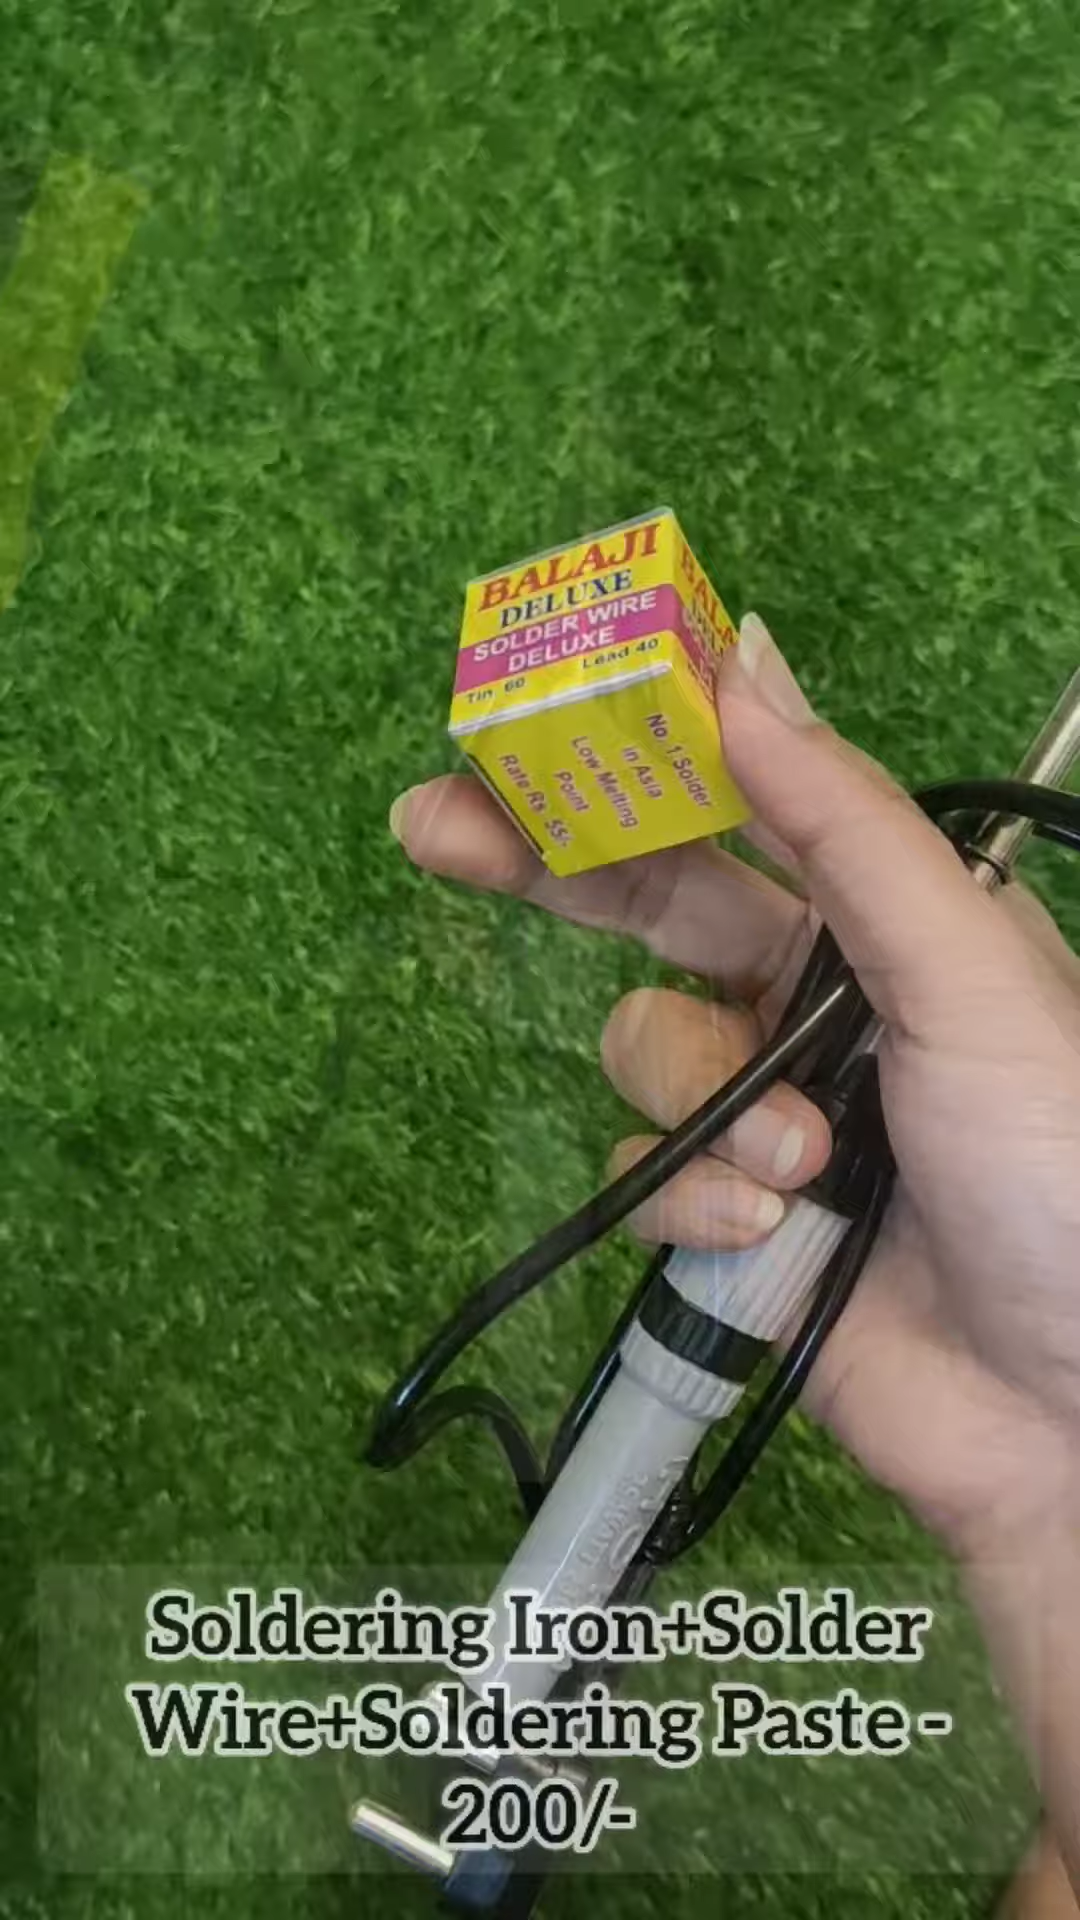 BALAJI
DELUXE
SOLDER WIRE
DELUXE
Tin 60 Lead 40
No. 1 Solder
in Asia
Low Melting
Point
Rate Rs. 55/-
Soldering Iron+Solder
Wire+Soldering Paste -
200/-